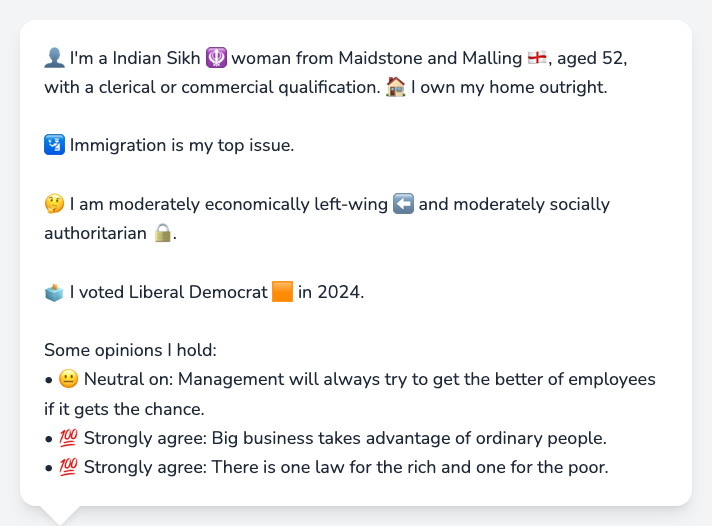 👤 I'm a Indian Sikh 🪯 woman from Maidstone and Malling 🏴󠁧󠁢󠁥󠁮󠁧󠁿, aged 52,
with a clerical or commercial qualification. 🏠 I own my home outright.
🛂 Immigration is my top issue.
🤔 I am moderately economically left-wing ⬅️ and moderately socially
authoritarian 🔒.
🗳️ I voted Liberal Democrat 🟧 in 2024.
Some opinions I hold:
• 😐 Neutral on: Management will always try to get the better of employees
if it gets the chance.
• 💯 Strongly agree: Big business takes advantage of ordinary people.
• 💯 Strongly agree: There is one law for the rich and one for the poor.